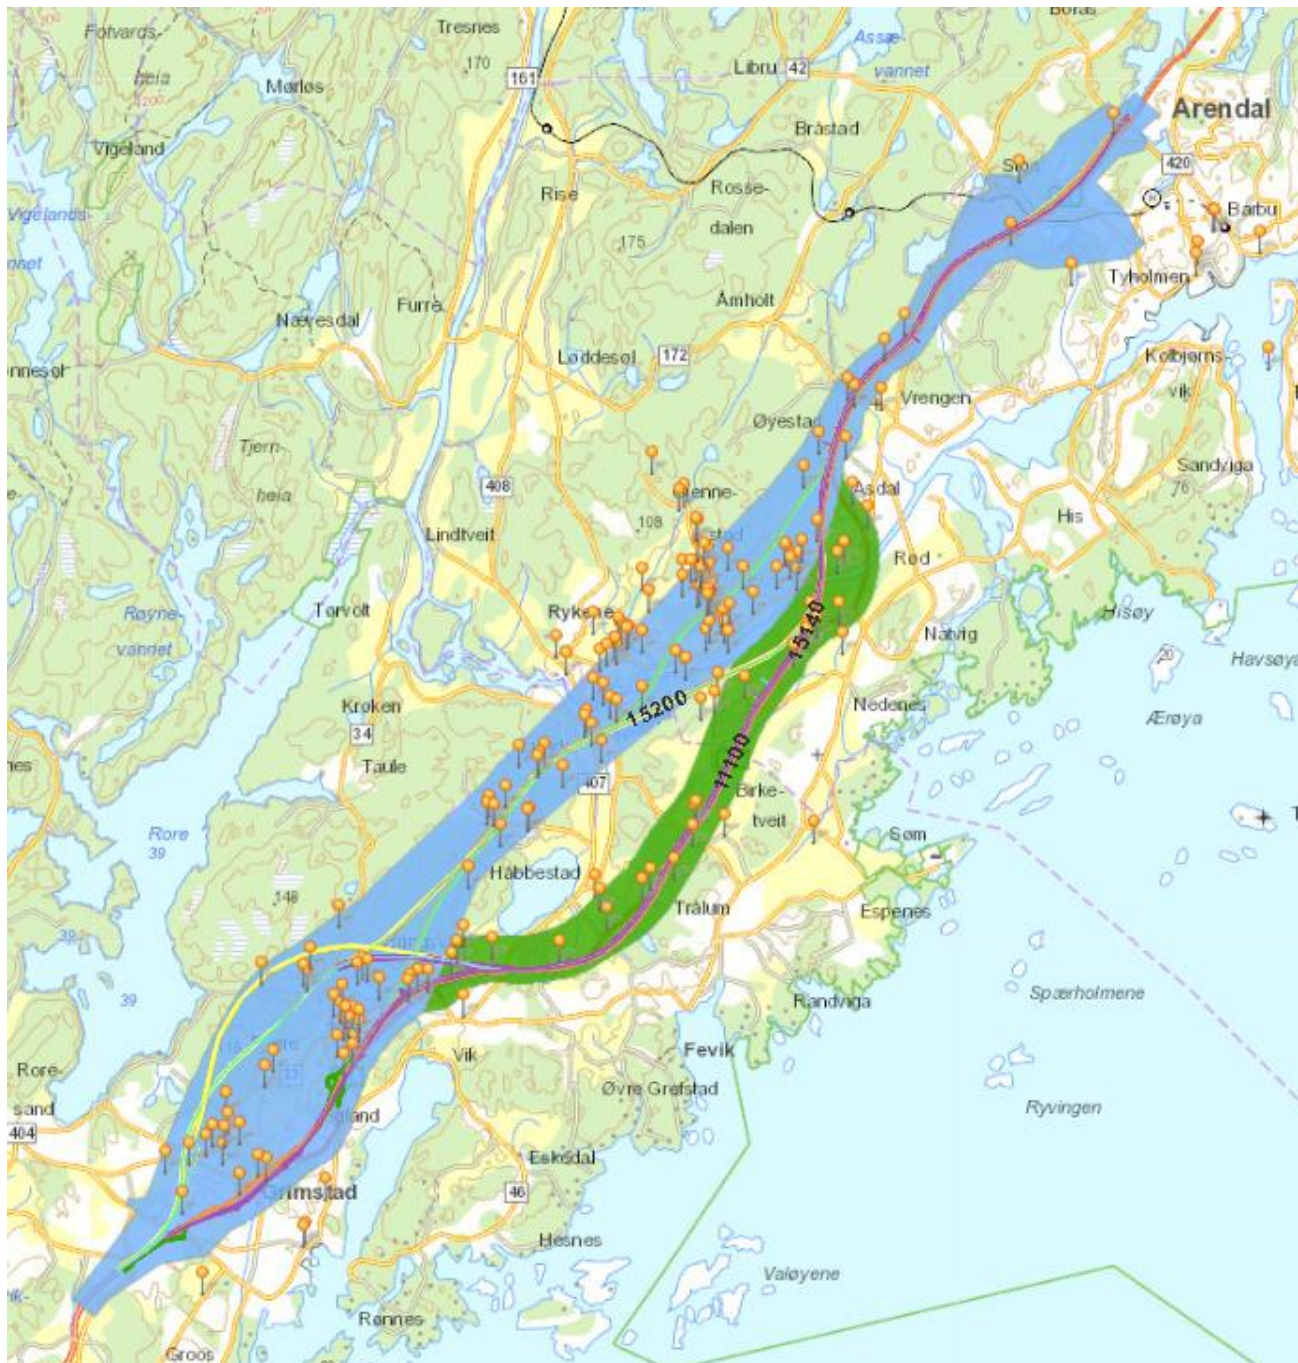 Fotvards-
heia
Tresnes
170
161
Libru
42
Assæ-
vannet
Mørløs
Vigeland
Bråstad
Arendal
420
Rise
Rosse-
dalen
175
Barbu
Vigelands-
Tyholmen
Furre
Åmholt
Nævesdal
Løddesøl
172
Kolbjørns-
vik
Vrengen
Øyestad
Tjern-
heia
408
Sandviga
76
Asdal
108
His
Lindtveit
Rød
Torvolt
Røyne-
vannet
Rykene
Hisøy
15140
Natvig
20
Havsøya
Krøken
15200
Nedenes
Ærøya
34
Taule
11100
407
Birke-
tveit
Rore
39
Søm
Håbbestad
148
Trålum
Espenes
39
39
Randviga
Spærholmene
Rore-
sand
Vik
Fevik
Øvre Grefstad
Ryvingen
404
Eskedal
Grimstad
46
Hesnes
Valøyene
Rønnes
Groos